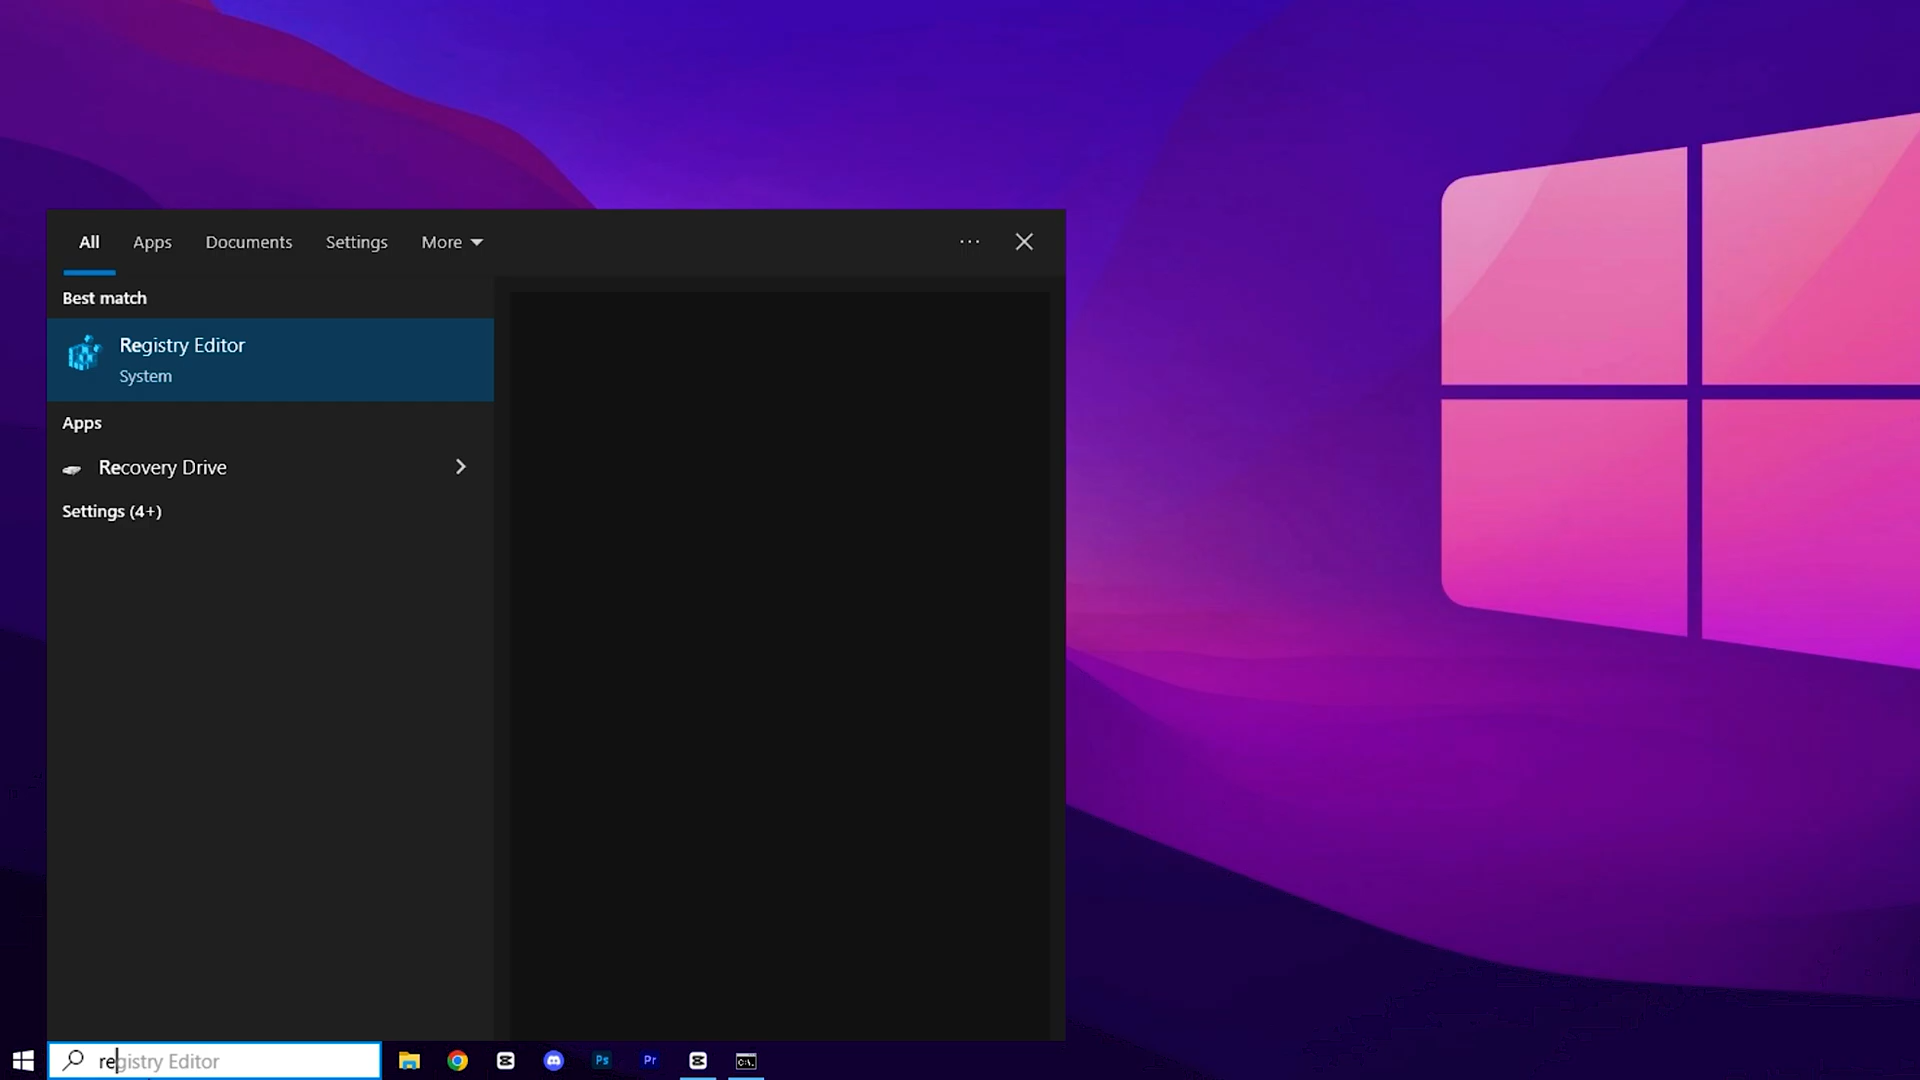 All Apps Documents Settings More ...
Best match
Registry Editor
System
Apps
Recovery Drive
Settings (4+)
registry Editor
Ps Pr C:\.